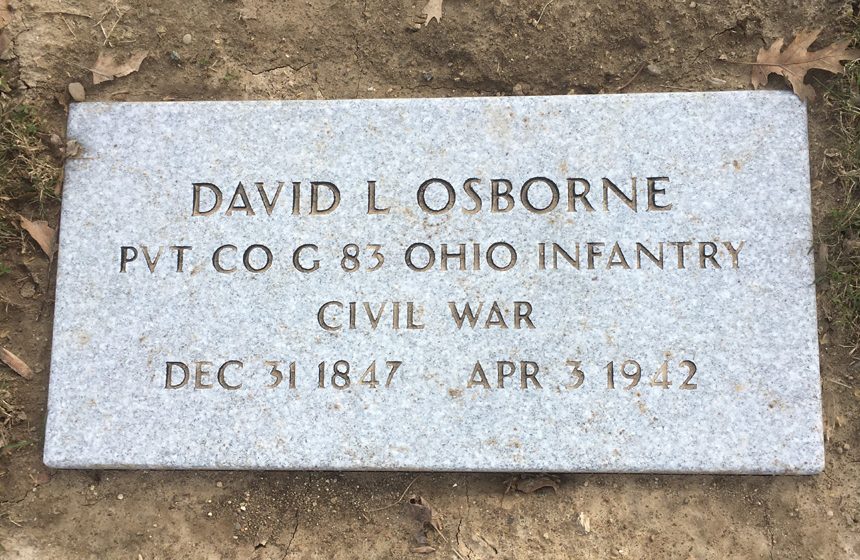 DAVID L OSBORNE
PVT CO G 83 OHIO INFANTRY
CIVIL WAR
DEC 31 1847 APR 3 1942